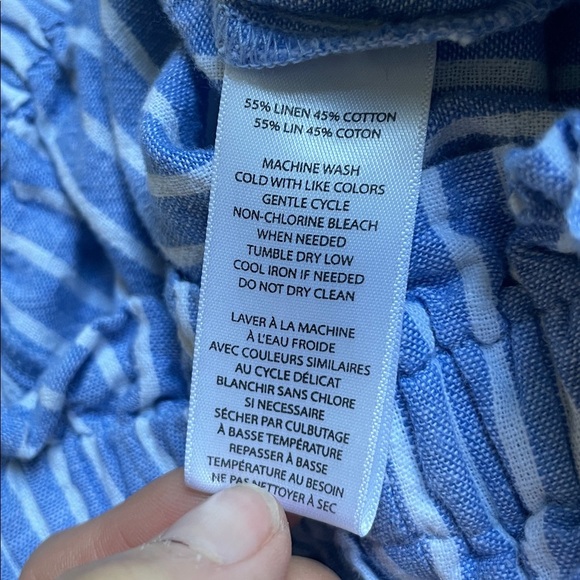 55% LINEN 45% COTTON
55% LIN 45% COTON
MACHINE WASH
COLD WITH LIKE COLORS
GENTLE CYCLE
NON-CHLORINE BLEACH
WHEN NEEDED
TUMBLE DRY LOW
COOL IRON IF NEEDED
DO NOT DRY CLEAN
LAVER À LA MACHINE
À L'EAU FROIDE
AVEC COULEURS SIMILAIRES
AU CYCLE DÉLICAT
BLANCHIR SANS CHLORE
SI NECESSAIRE
SÉCHER PAR CULBUTAGE
À BASSE TEMPÉRATURE
REPASSER À BASSE
TEMPÉRATURE AU BESOIN
NE PAS NETTOYER À SEC